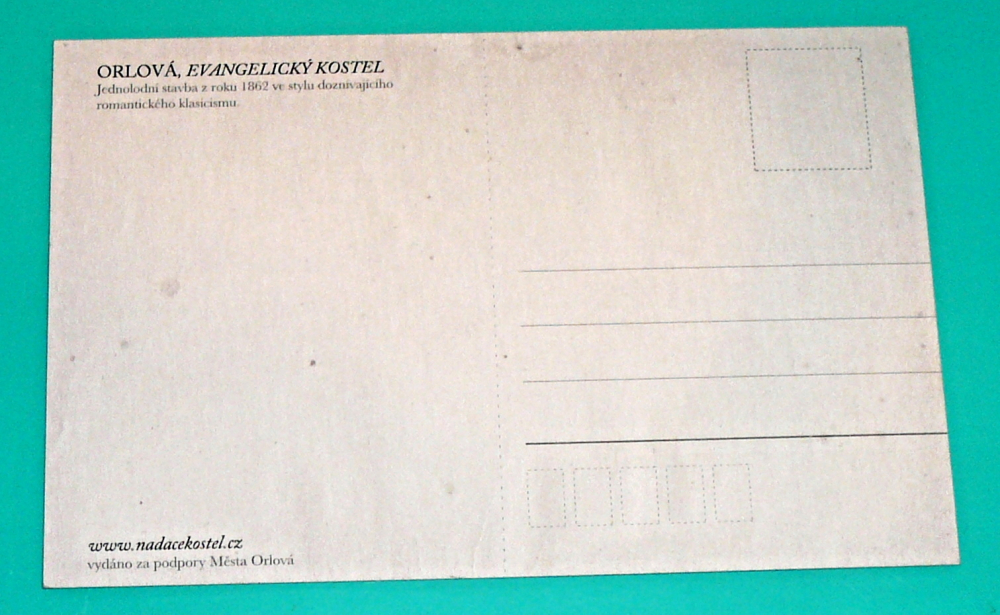 ORLOVÁ, EVANGELICKÝ KOSTEL
Jednolodní stavba z roku 1862 ve stylu doznívajícího
romantického klasicismu.
www.nadacekostel.cz
vydáno za podpory Města Orlová